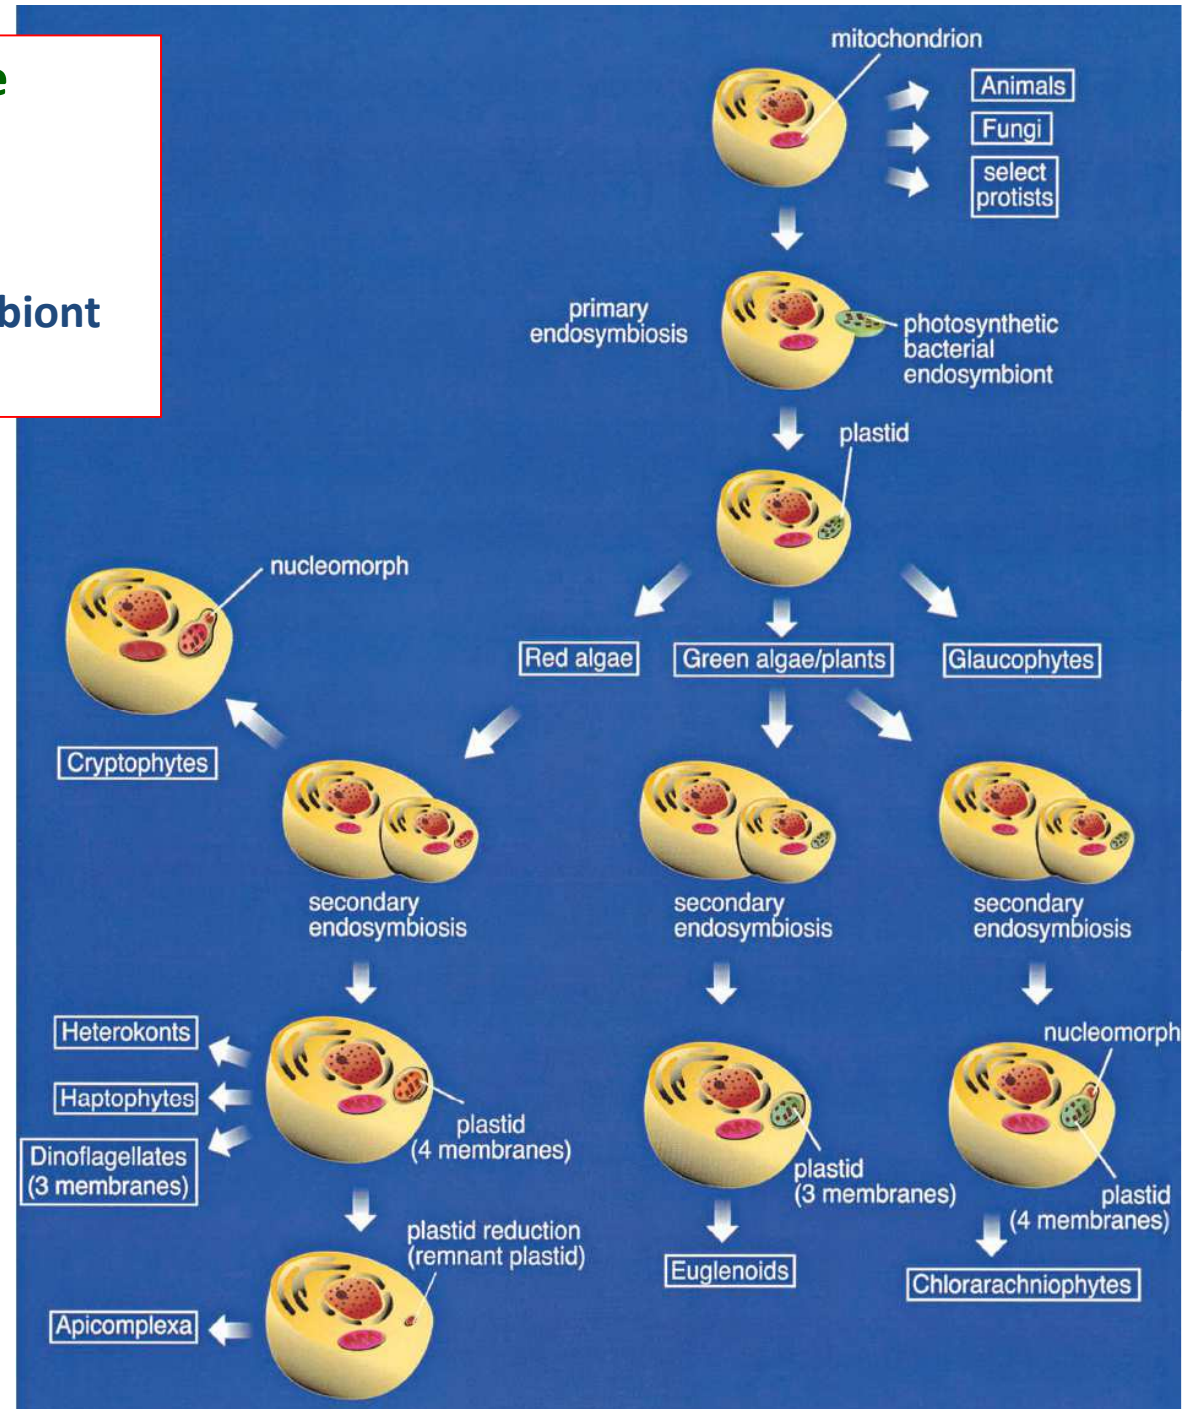 e
biont
mitochondrion
Animals
Fungi
select
protists
primary
endosymbiosis
photosynthetic
bacterial
endosymbiont
plastid
nucleomorph
Red algae
Green algae/plants
Glaucophytes
Cryptophytes
secondary
endosymbiosis
secondary
endosymbiosis
secondary
endosymbiosis
Heterokonts
Haptophytes
Dinoflagellates
(3 membranes)
plastid
(4 membranes)
plastid
(3 membranes)
nucleomorph
plastid
(4 membranes)
plastid reduction
(remnant plastid)
Euglenoids
Chlorarachniophytes
Apicomplexa